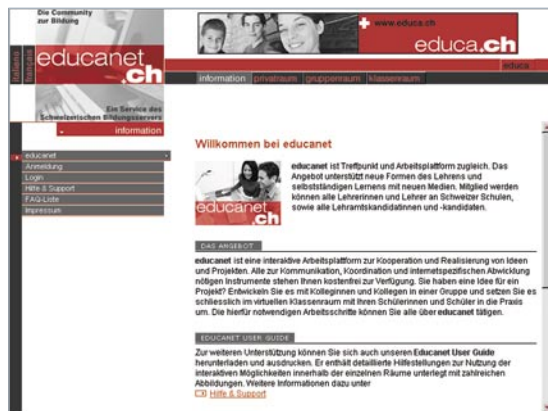 Die Community
zur Bildung
italiano
français
educanet
.ch
Ein Service des
Schweizerischen Bildungsservers
information
educanet
Anmeldung
Login
Hilfe & Support
FAQ-Liste
Impressum
www.educa.ch
educa.ch
educa
information privatraum gruppenraum klassenraum
Willkommen bei educanet
educanet.ch
educanet ist Treffpunkt und Arbeitsplattform zugleich. Das
Angebot unterstützt neue Formen des Lehrens und
selbstständigen Lernens mit neuen Medien. Mitglied werden
können alle Lehrerinnen und Lehrer an Schweizer Schulen,
sowie alle Lehramtskandidatinnen und -kandidaten.
DAS ANGEBOT
educanet ist eine interaktive Arbeitsplattform zur Kooperation und Realisierung von Ideen
und Projekten. Alle zur Kommunikation, Koordination und internetspezifischen Abwicklung
nötigen Instrumente stehen Ihnen kostenfrei zur Verfügung. Sie haben eine Idee für ein
Projekt? Entwickeln Sie es mit Kolleginnen und Kollegen in einer Gruppe und setzen Sie es
schliesslich im virtuellen Klassenraum mit Ihren Schülerinnen und Schüler in die Praxis
um. Die hierfür notwendigen Arbeitsschritte können Sie alle über educanet tätigen.
EDUCANET USER GUIDE
Zur weiteren Unterstützung können Sie sich auch unseren Educanet User Guide
herunterladen und ausdrucken. Er enthält detaillierte Hilfestellungen zur Nutzung der
interaktiven Möglichkeiten innerhalb der einzelnen Räume unterlegt mit zahlreichen
Abbildungen. Weitere Informationen dazu unter
Hilfe & Support